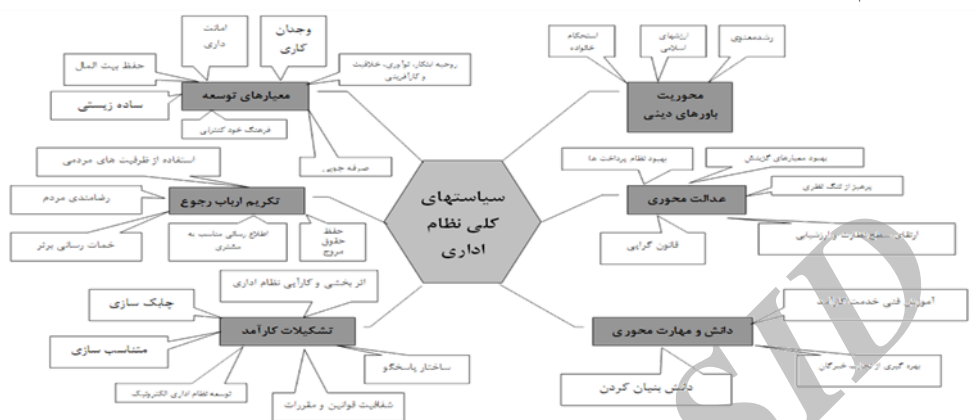 سیاستهای
کلی نظام
اداری
محوریت
باورهای دینی
رشدمعنوی
ارزشهای
اسلامی
استحکام
خانواده
عدالت محوری
بهبود معیارهای گزینش
بهبود نظام پرداخت ها
پرهیز از تنگ نظری
ارتقای سطح نظارت و ارزشیابی
قانون گرایی
دانش و مهارت محوری
آموزش فنی خدمت کارآمد
بهره گیری از تجارب خبرگان
دانش بنیان کردن
معیارهای توسعه
وجدان
کاری
امانت
داری
حفظ بیت المال
روحیه ابتکار، نوآوری، خلاقیت
و کارآفرینی
ساده زیستی
فرهنگ خود کنترلی
صرفه جویی
تکریم ارباب رجوع
استفاده از ظرفیت های مردمی
رضامندی مردم
خمات رسانی برتر
اطلاع رسانی مناسب به
مشتری
حفظ
حقوق
مروج
تشکیلات کارآمد
اثر بخشی و کارآیی نظام اداری
چابک سازی
متناسب سازی
ساختار پاسخگو
توسعه نظام اداری الکترونیک
شفافیت قوانین و مقررات
SID